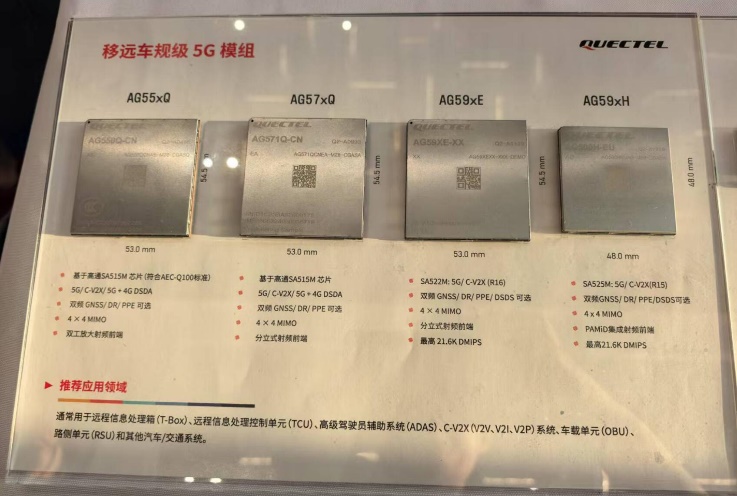 移远车规级 5G 模组
QUECTEL
AG55xQ
AG57xQ
AG59xE
AG59xH
QUECTEL
AG550Q-CN
QUECTEL
AG571Q-CN
QUECTEL
AG59XE-XX
54.5 mm
54.5 mm
54.5 mm
48.0 mm
53.0 mm
53.0 mm
53.0 mm
48.0 mm
基于高通SA515M 芯片 (符合AEC-Q100标准)
5G/ C-V2X/ 5G + 4G DSDA
双频 GNSS/ DR/ PPE 可选
4 × 4 MIMO
双工放大射频前端
基于高通SA515M 芯片
5G/ C-V2X/ 5G + 4G DSDA
双频 GNSS/ DR/ PPE 可选
4 × 4 MIMO
分立式射频前端
SA522M: 5G/ C-V2X (R16)
双频 GNSS/ DR/ PPE/DSDS 可选
4 × 4 MIMO
分立式射频前端
最高 21.6K DMIPS
SA525M: 5G/ C-V2X(R15)
双频 GNSS/ DR/ PPE/DSDS可选
4 x 4 MIMO
PAMiD集成射频前端
最高21.6K DMIPS
推荐应用领域
通常用于远程信息处理箱 (T-Box)、远程信息处理控制单元 (TCU)、高级驾驶员辅助系统 (ADAS)、C-V2X (V2V、V2I、V2P) 系统、车载单元 (OBU)、
路侧单元 (RSU) 和其他汽车/交通系统。